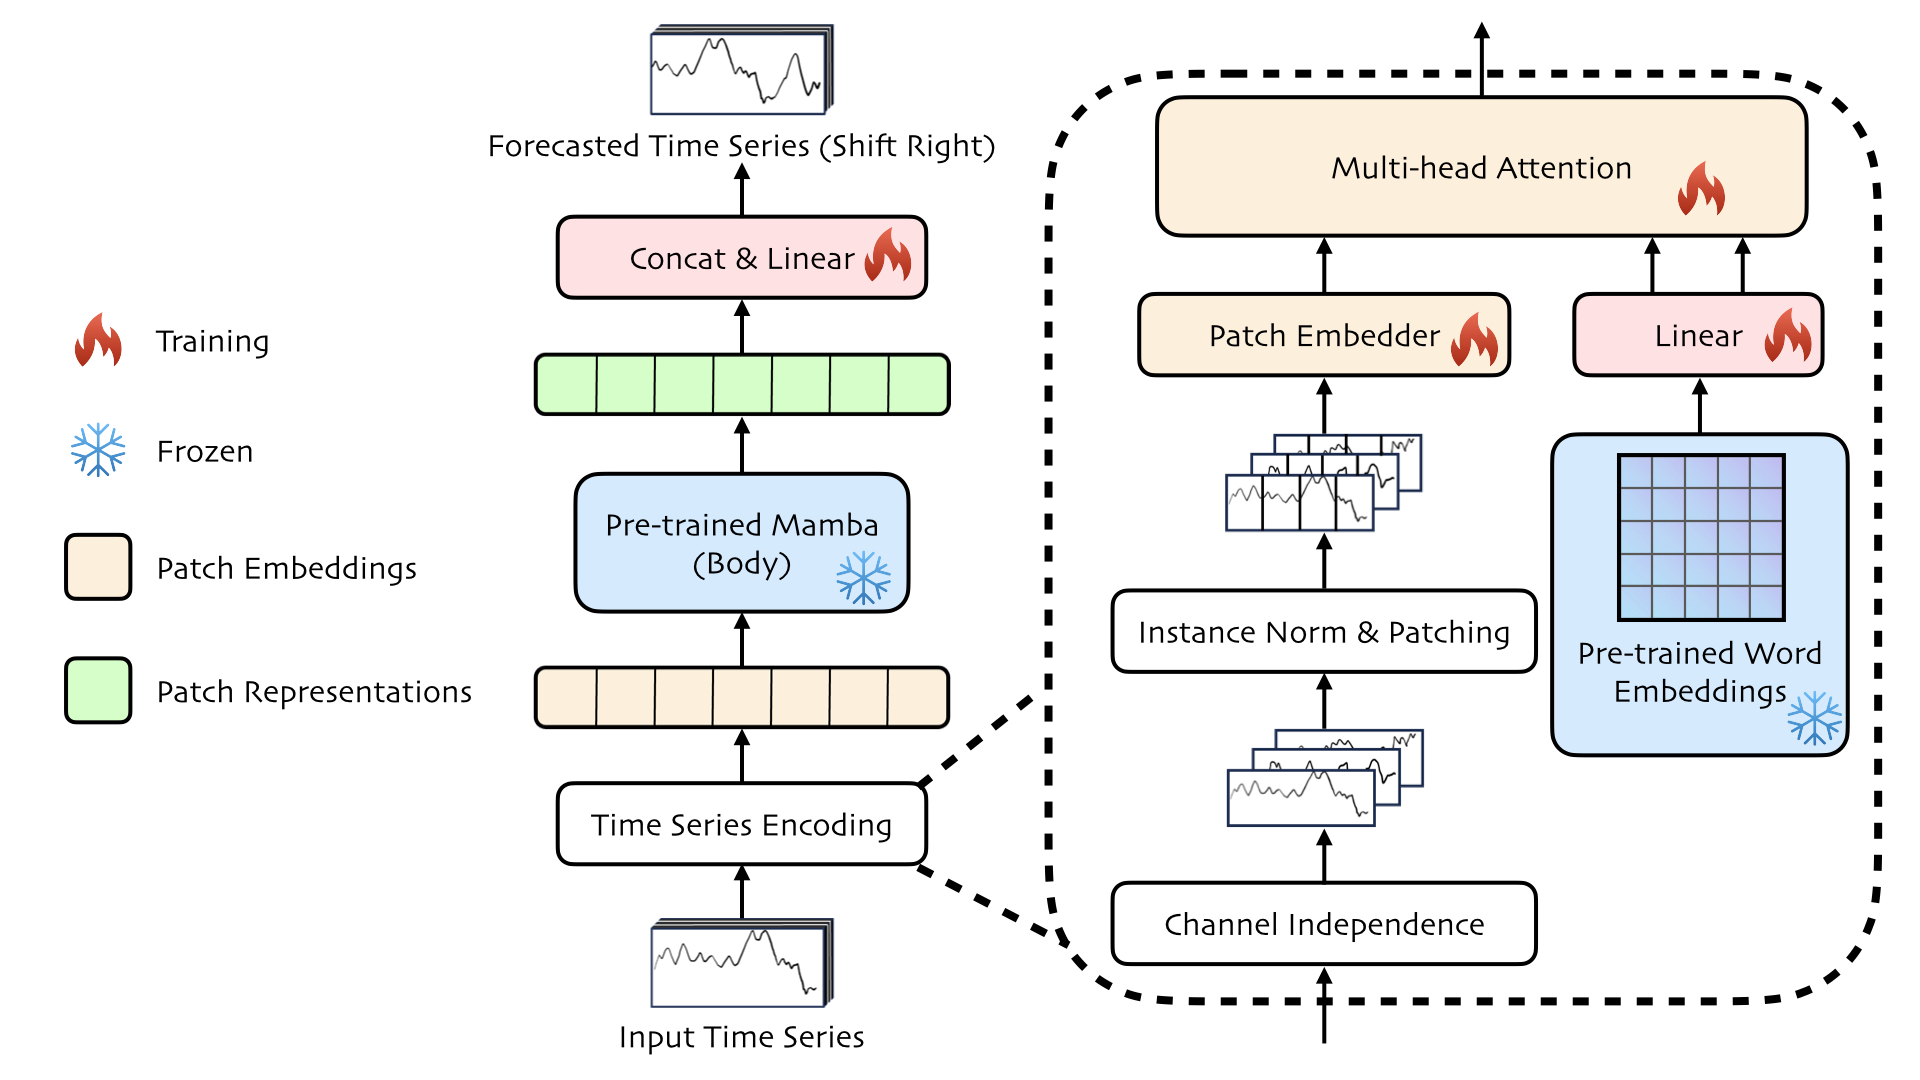 Forecasted Time Series (Shift Right)
Concat & Linear
Training
Frozen
Pre-trained Mamba
(Body)
Patch Embeddings
Patch Representations
Time Series Encoding
Input Time Series
Multi-head Attention
Patch Embedder
Linear
Instance Norm & Patching
Pre-trained Word
Embeddings
Channel Independence